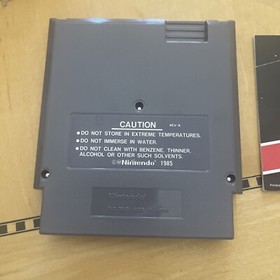 CAUTION REV-A
• DO NOT STORE IN EXTREME TEMPERATURES.
• DO NOT IMMERSE IN WATER.
• DO NOT CLEAN WITH BENZENE, THINNER,
ALCOHOL OR OTHER SUCH SOLVENTS.
©® Nintendo 1985